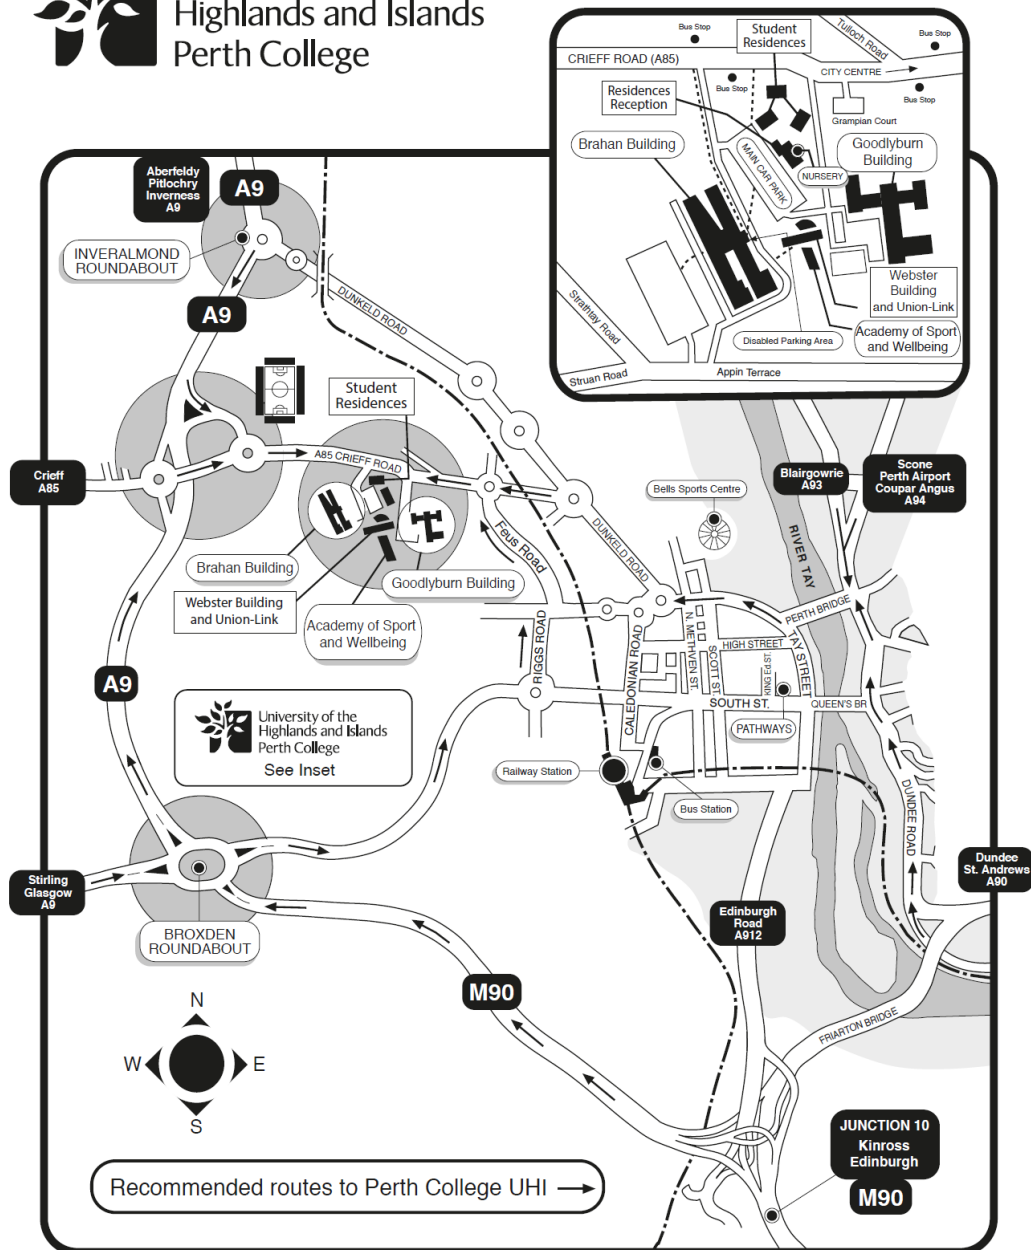 Highlands and Islands
Perth College
Bus Stop
Student
Residences
Tulloch Road
Bus Stop
CRIEFF ROAD (A85)
CITY CENTRE
Bus Stop
Bus Stop
Residences
Reception
Grampian Court
Brahan Building
MAIN CAR PARK
Goodlyburn
Building
NURSERY
Webster
Building
and Union-Link
Strathtay Road
Disabled Parking Area
Academy of Sport
and Wellbeing
Struan Road
Appin Terrace
Aberfeldy
Pitlochry
Inverness
A9
A9
INVERALMOND
ROUNDABOUT
A9
DUNKELD ROAD
Student
Residences
A85 CRIEFF ROAD
Crieff
A85
Blairgowrie
A93
Scone
Perth Airport
Coupar Angus
A94
Bells Sports Centre
RIVER TAY
Feus Road
DUNKELD ROAD
Brahan Building
Goodlyburn Building
Webster Building
and Union-Link
Academy of Sport
and Wellbeing
PERTH BRIDGE
RIGGS ROAD
CALEDONIAN ROAD
N. METHVEN ST.
SCOTT ST.
HIGH STREET
KING Ed.ST.
TAY STREET
A9
SOUTH ST.
QUEEN'S BR
PATHWAYS
University of the
Highlands and Islands
Perth College
See Inset
Railway Station
Bus Station
DUNDEE ROAD
Stirling
Glasgow
A9
Dundee
St. Andrews
A90
BROXDEN
ROUNDABOUT
Edinburgh
Road
A912
M90
FRIARTON BRIDGE
N
W
E
S
JUNCTION 10
Kinross
Edinburgh
M90
Recommended routes to Perth College UHI